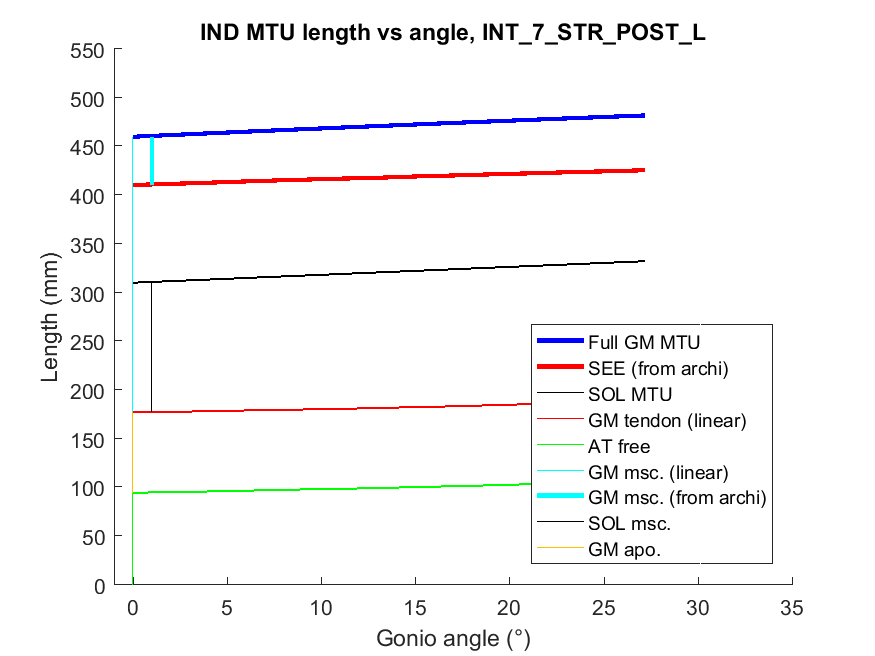 IND MTU length vs angle, INT_7_STR_POST_L
550
500
450
400
350
300
250
200
150
100
50
0
Length (mm)
Full GM MTU
SEE (from archi)
SOL MTU
GM tendon (linear)
AT free
GM msc. (linear)
GM msc. (from archi)
SOL msc.
GM apo.
0 5 10 15 20 25 30 35
Gonio angle (°)